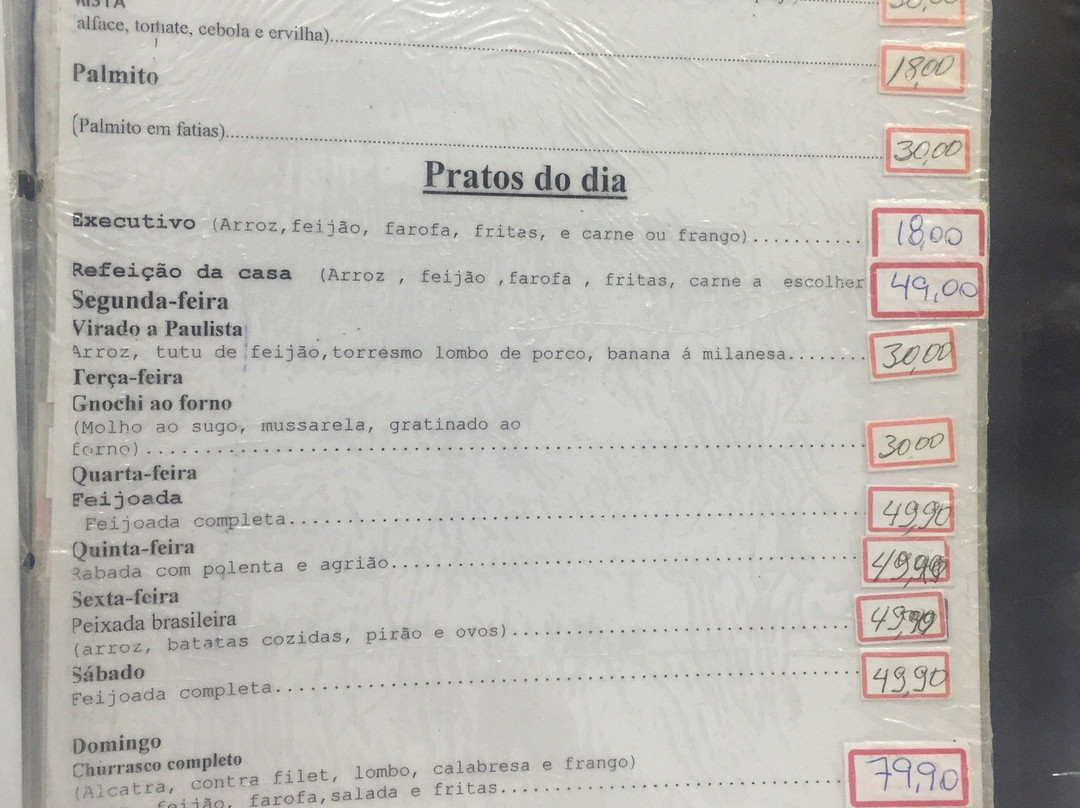 alface, tomate, cebola e ervilha)............ 18,00
Palmito
(Palmito em fatias)............ 30,00
Pratos do dia
Executivo (Arroz,feijão, farofa, fritas, e carne ou frango)........... 18,00
Refeição da casa (Arroz , feijão ,farofa , fritas, carne a escolher 49,00
Segunda-feira
Virado a Paulista
Arroz, tutu de feijão,torresmo lombo de porco, banana á milanesa........ 30,00
Terça-feira
Gnochi ao forno
(Molho ao sugo, mussarela, gratinado ao
forno)............ 30,00
Quarta-feira
Feijoada
Feijoada completa............ 49,90
Quinta-feira
Rabada com polenta e agrião............ 49,90
Sexta-feira
Peixada brasileira
(arroz, batatas cozidas, pirão e ovos)............ 49,90
Sábado
Feijoada completa............ 49,90
Domingo
Churrasco completo
(Alcatra, contra filet, lombo, calabresa e frango)
feijão, farofa,salada e fritas............ 79,90